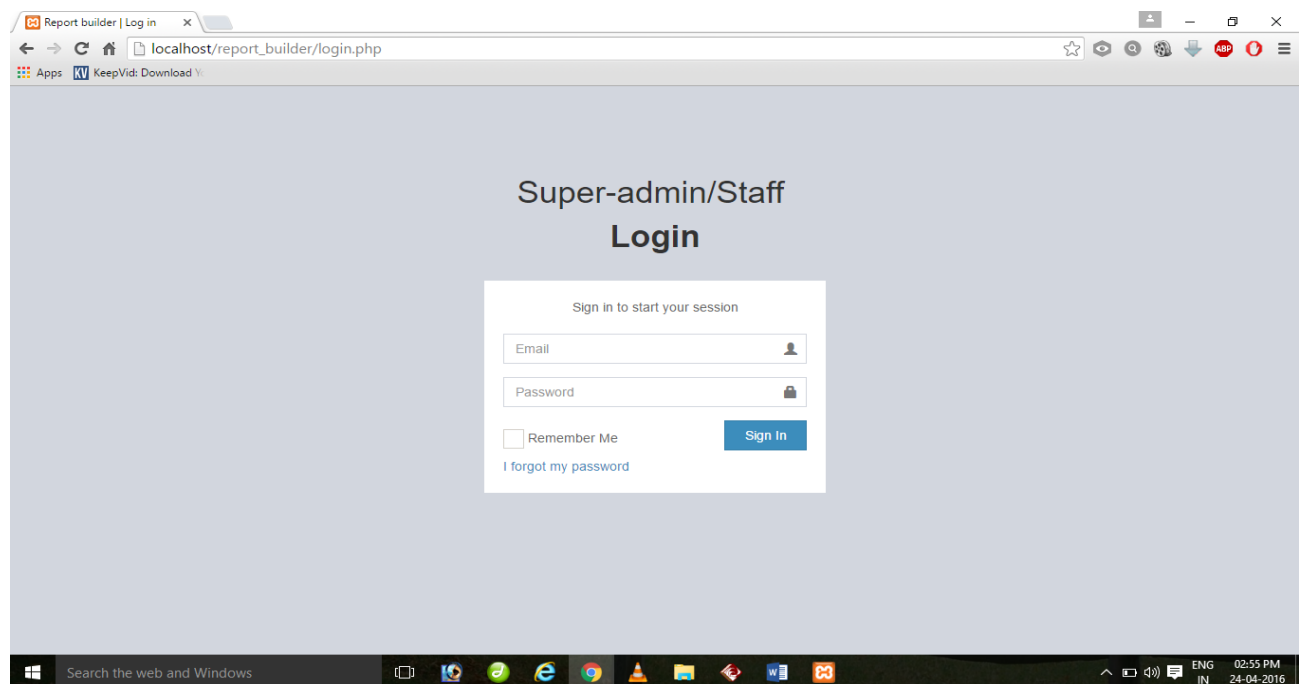 Report builder | Log in
localhost/report_builder/login.php
ABP
Apps KV KeepVid: Download
Super-admin/Staff
Login
Sign in to start your session
Email
Password
Remember Me
Sign In
I forgot my password
Search the web and Windows
ENG
IN
02:55 PM
24-04-2016